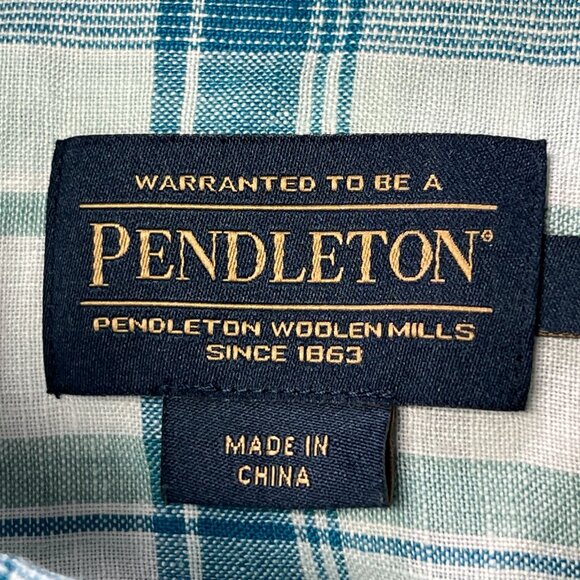 WARRANTED TO BE A
PENDLETON®
PENDLETON WOOLEN MILLS
SINCE 1863
MADE IN
CHINA